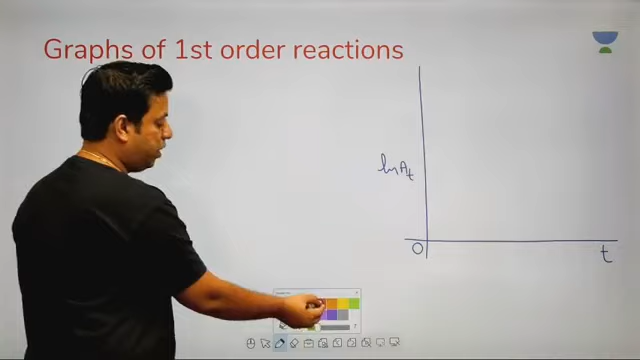 Graphs of 1st order reactions
ln At
0
t